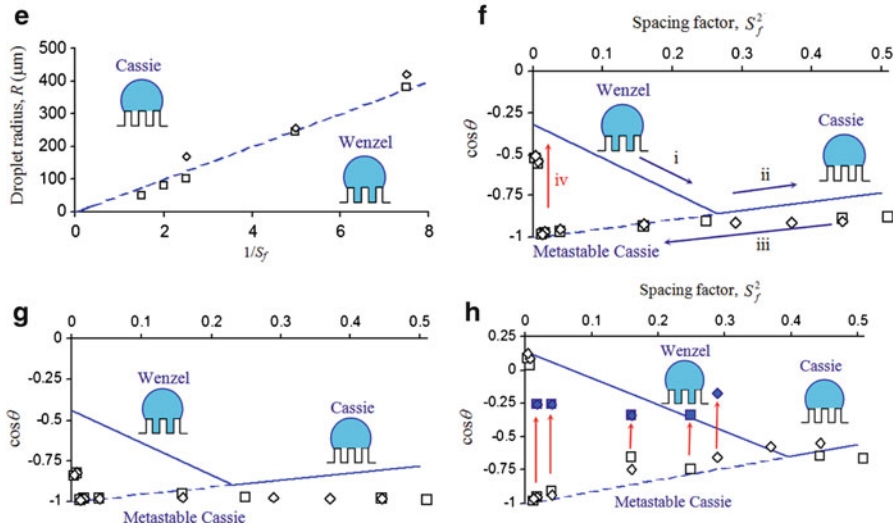 e
500
400
300
200
100
0
Droplet radius, R (μm)
Cassie
Wenzel
0 2 4 6 8
1/S_f
f
Spacing factor, S_f^2
0 0.1 0.2 0.3 0.4 0.5
0
-0.25
-0.5
-0.75
-1
cosθ
Wenzel
Cassie
i
ii
iii
iv
Metastable Cassie
g
0 0.1 0.2 0.3 0.4 0.5
0
-0.25
-0.5
-0.75
-1
cosθ
Wenzel
Cassie
Metastable Cassie
h
Spacing factor, S_f^2
0 0.1 0.2 0.3 0.4 0.5
0.25
0
-0.25
-0.5
-0.75
-1
cosθ
Wenzel
Cassie
Metastable Cassie